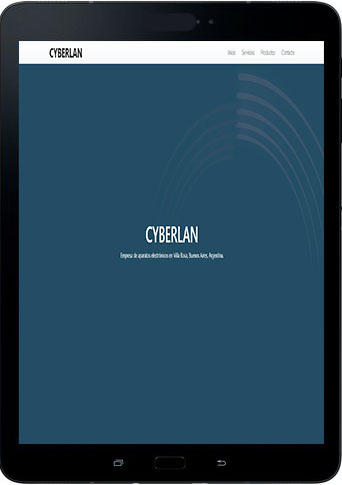 CYBERLAN
Inicio Servicios Productos Contacto
CYBERLAN
Empresa de aparatos electrónicos en Villa Rosa, Buenos Aires, Argentina.